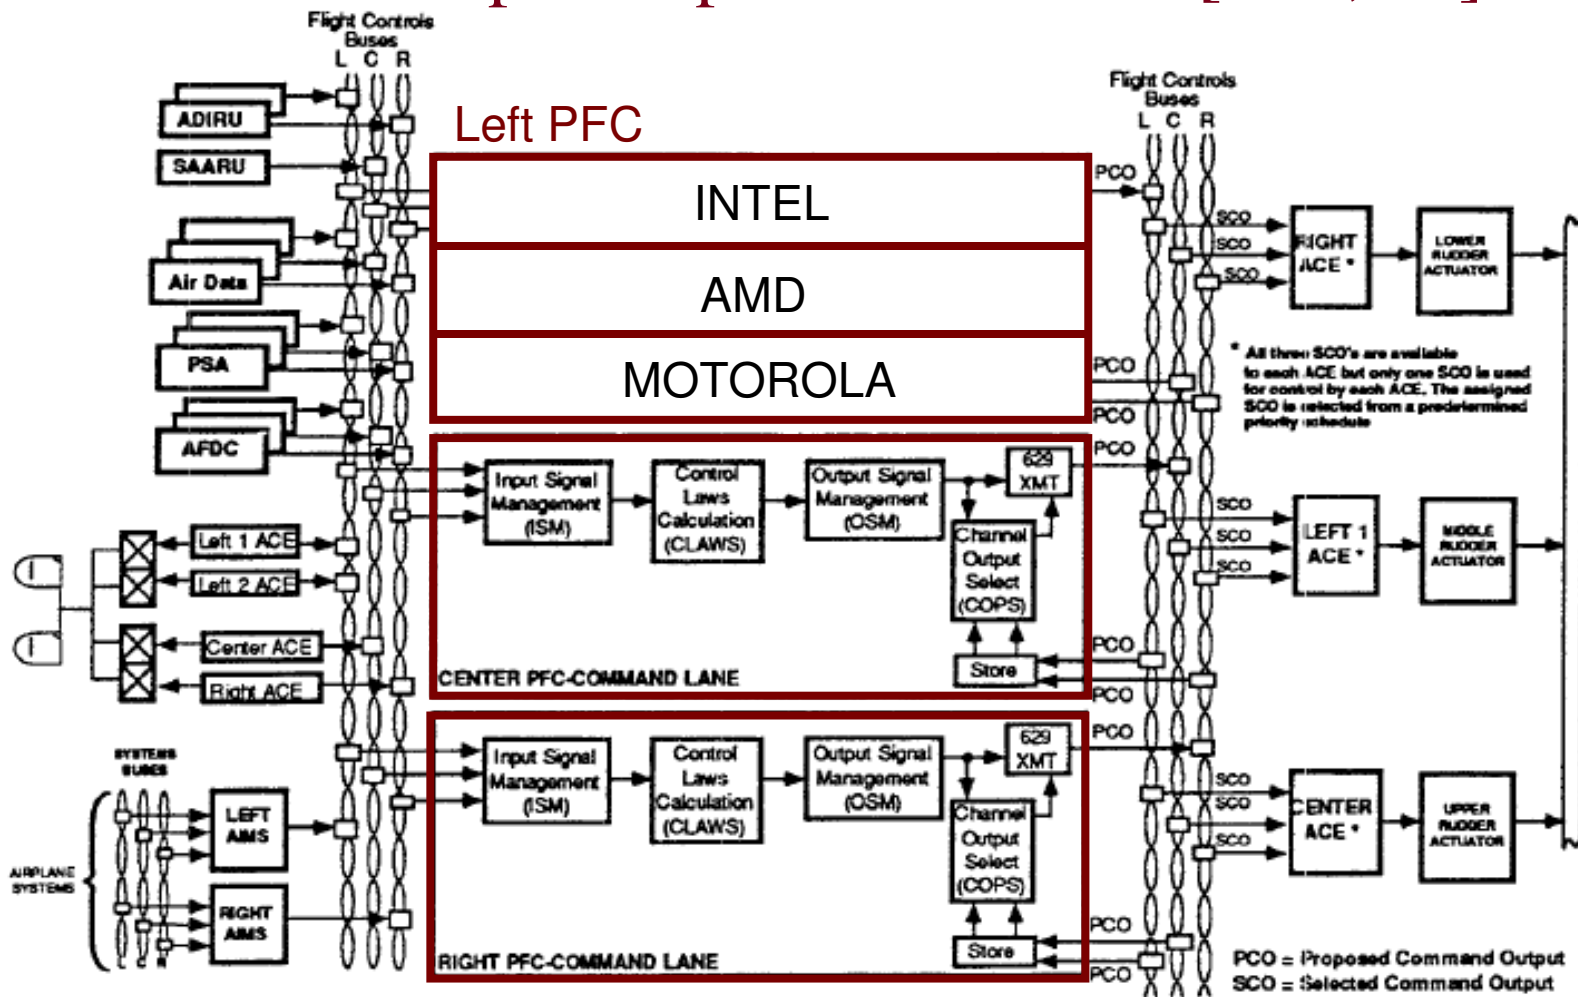 Flight Controls
Buses
L C R
ADIRU
SAARU
Air Data
PSA
AFDC
Left 1 ACE
Left 2 ACE
Center ACE
Right ACE
SYSTEMS
BUSES
AIRPLANE
SYSTEMS
LEFT
AIMS
RIGHT
AIMS
L C R
Left PFC
INTEL
AMD
MOTOROLA
Input Signal
Management
(ISM)
Control
Laws
Calculation
(CLAWS)
Output Signal
Management
(OSM)
629
XMT
Channel
Output
Select
(COPS)
Store
CENTER PFC-COMMAND LANE
Input Signal
Management
(ISM)
Control
Laws
Calculation
(CLAWS)
Output Signal
Management
(OSM)
629
XMT
Channel
Output
Select
(COPS)
Store
RIGHT PFC-COMMAND LANE
Flight Controls
Buses
L C R
PCO
PCO
PCO
PCO
PCO
PCO
PCO
PCO
PCO
SCO
SCO
SCO
RIGHT
ACE *
LOWER
RUDDER
ACTUATOR
* All three SCO's are available
to each ACE but only one SCO is used
for control by each ACE. The assigned
SCO is selected from a predetermined
priority schedule
SCO
SCO
SCO
LEFT 1
ACE *
MIDDLE
RUDDER
ACTUATOR
SCO
SCO
SCO
CENTER
ACE *
UPPER
RUDDER
ACTUATOR
PCO = Proposed Command Output
SCO = Selected Command Output